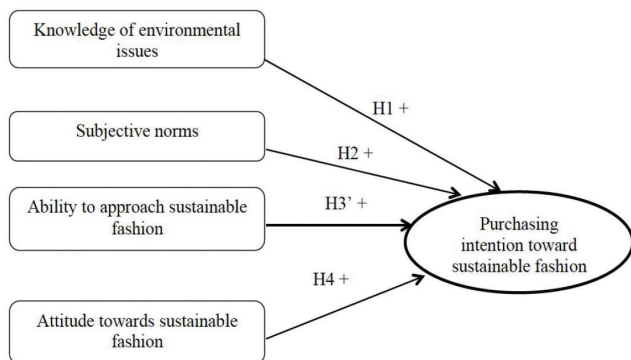 Knowledge of environmental
issues
H1 +
Subjective norms
H2 +
Ability to approach sustainable
fashion
H3’ +
Purchasing
intention toward
sustainable fashion
H4 +
Attitude towards sustainable
fashion